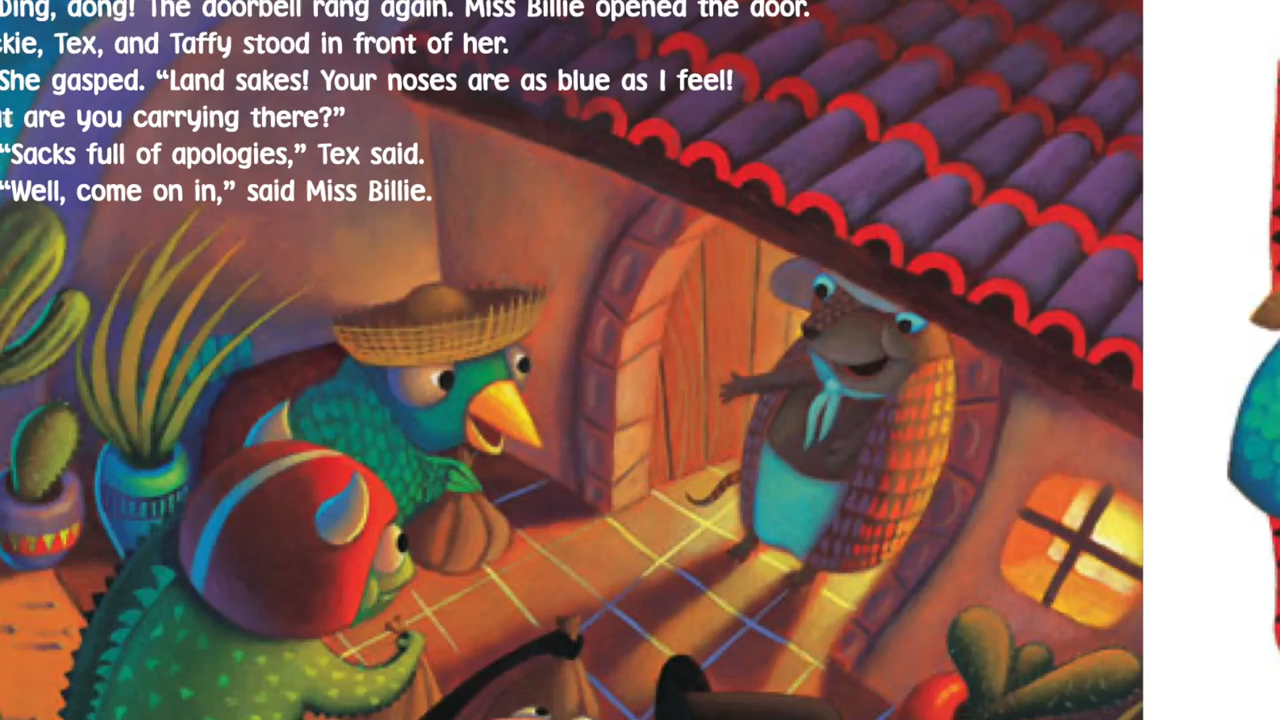 Ding, dong! The doorbell rang again. Miss Billie opened the door.
ckie, Tex, and Taffy stood in front of her.
She gasped. “Land sakes! Your noses are as blue as I feel!
t are you carrying there?”
“Sacks full of apologies,” Tex said.
“Well, come on in,” said Miss Billie.